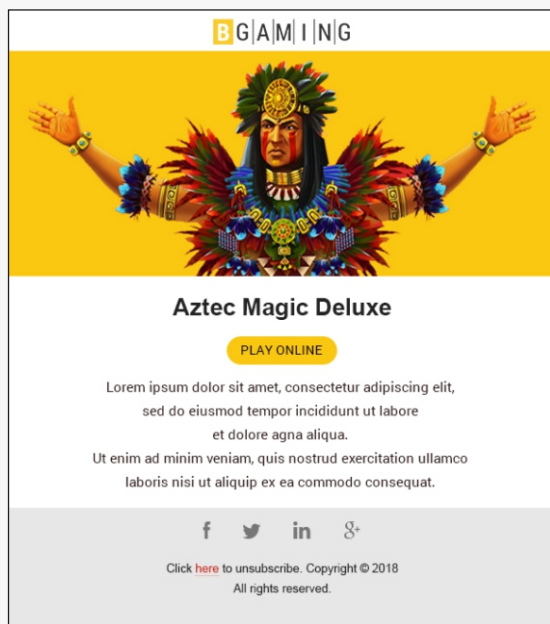 BGAMING
Aztec Magic Deluxe
PLAY ONLINE
Lorem ipsum dolor sit amet, consectetur adipiscing elit,
sed do eiusmod tempor incididunt ut labore
et dolore agna aliqua.
Ut enim ad minim veniam, quis nostrud exercitation ullamco
laboris nisi ut aliquip ex ea commodo consequat.
f in g+
Click here to unsubscribe. Copyright © 2018
All rights reserved.